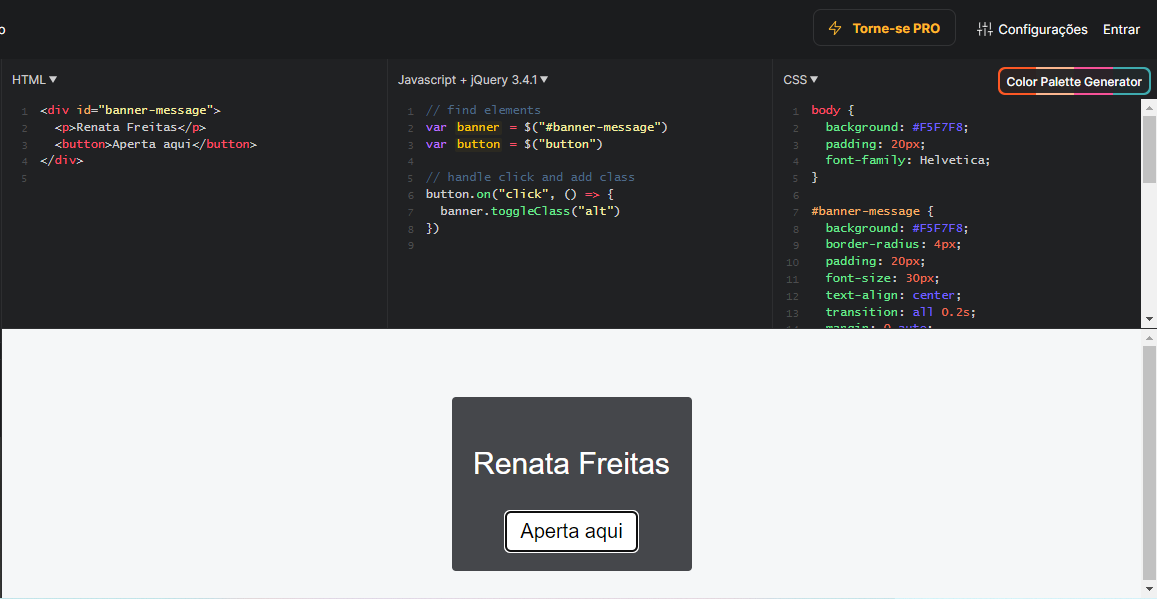 o
Torne-se PRO
Configurações
Entrar
HTML ▼
1 <div id="banner-message">
2 <p>Renata Freitas</p>
3 <button>Aperta aqui</button>
4 </div>
5
Javascript + jQuery 3.4.1 ▼
1 // find elements
2 var banner = $("#banner-message")
3 var button = $("button")
4
5 // handle click and add class
6 button.on("click", () => {
7 banner.toggleClass("alt")
8 })
9
CSS ▼
Color Palette Generator
1 body {
2 background: #F5F7F8;
3 padding: 20px;
4 font-family: Helvetica;
5 }
6
7 #banner-message {
8 background: #F5F7F8;
9 border-radius: 4px;
10 padding: 20px;
11 font-size: 30px;
12 text-align: center;
13 transition: all 0.2s;
14 margin: 0 auto;
Renata Freitas
Aperta aqui